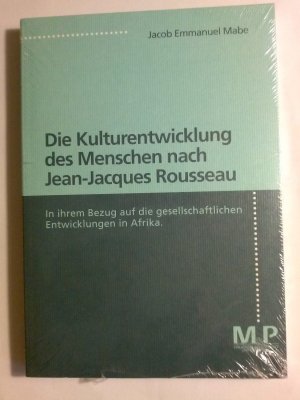 Jacob Emmanuel Mabe
Die Kulturentwicklung
des Menschen nach
Jean-Jacques Rousseau
In ihrem Bezug auf die gesellschaftlichen
Entwicklungen in Afrika.
M P